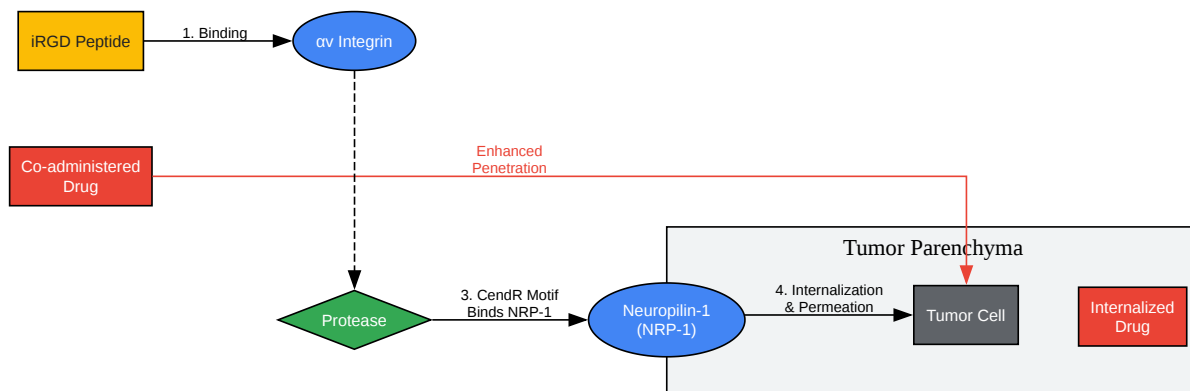 iRGD Peptide
1. Binding
αv Integrin
Co-administered
Drug
Enhanced
Penetration
Tumor Parenchyma
Protease
3. CendR Motif
Binds NRP-1
Neuropilin-1
(NRP-1)
4. Internalization
& Permeation
Tumor Cell
Internalized
Drug